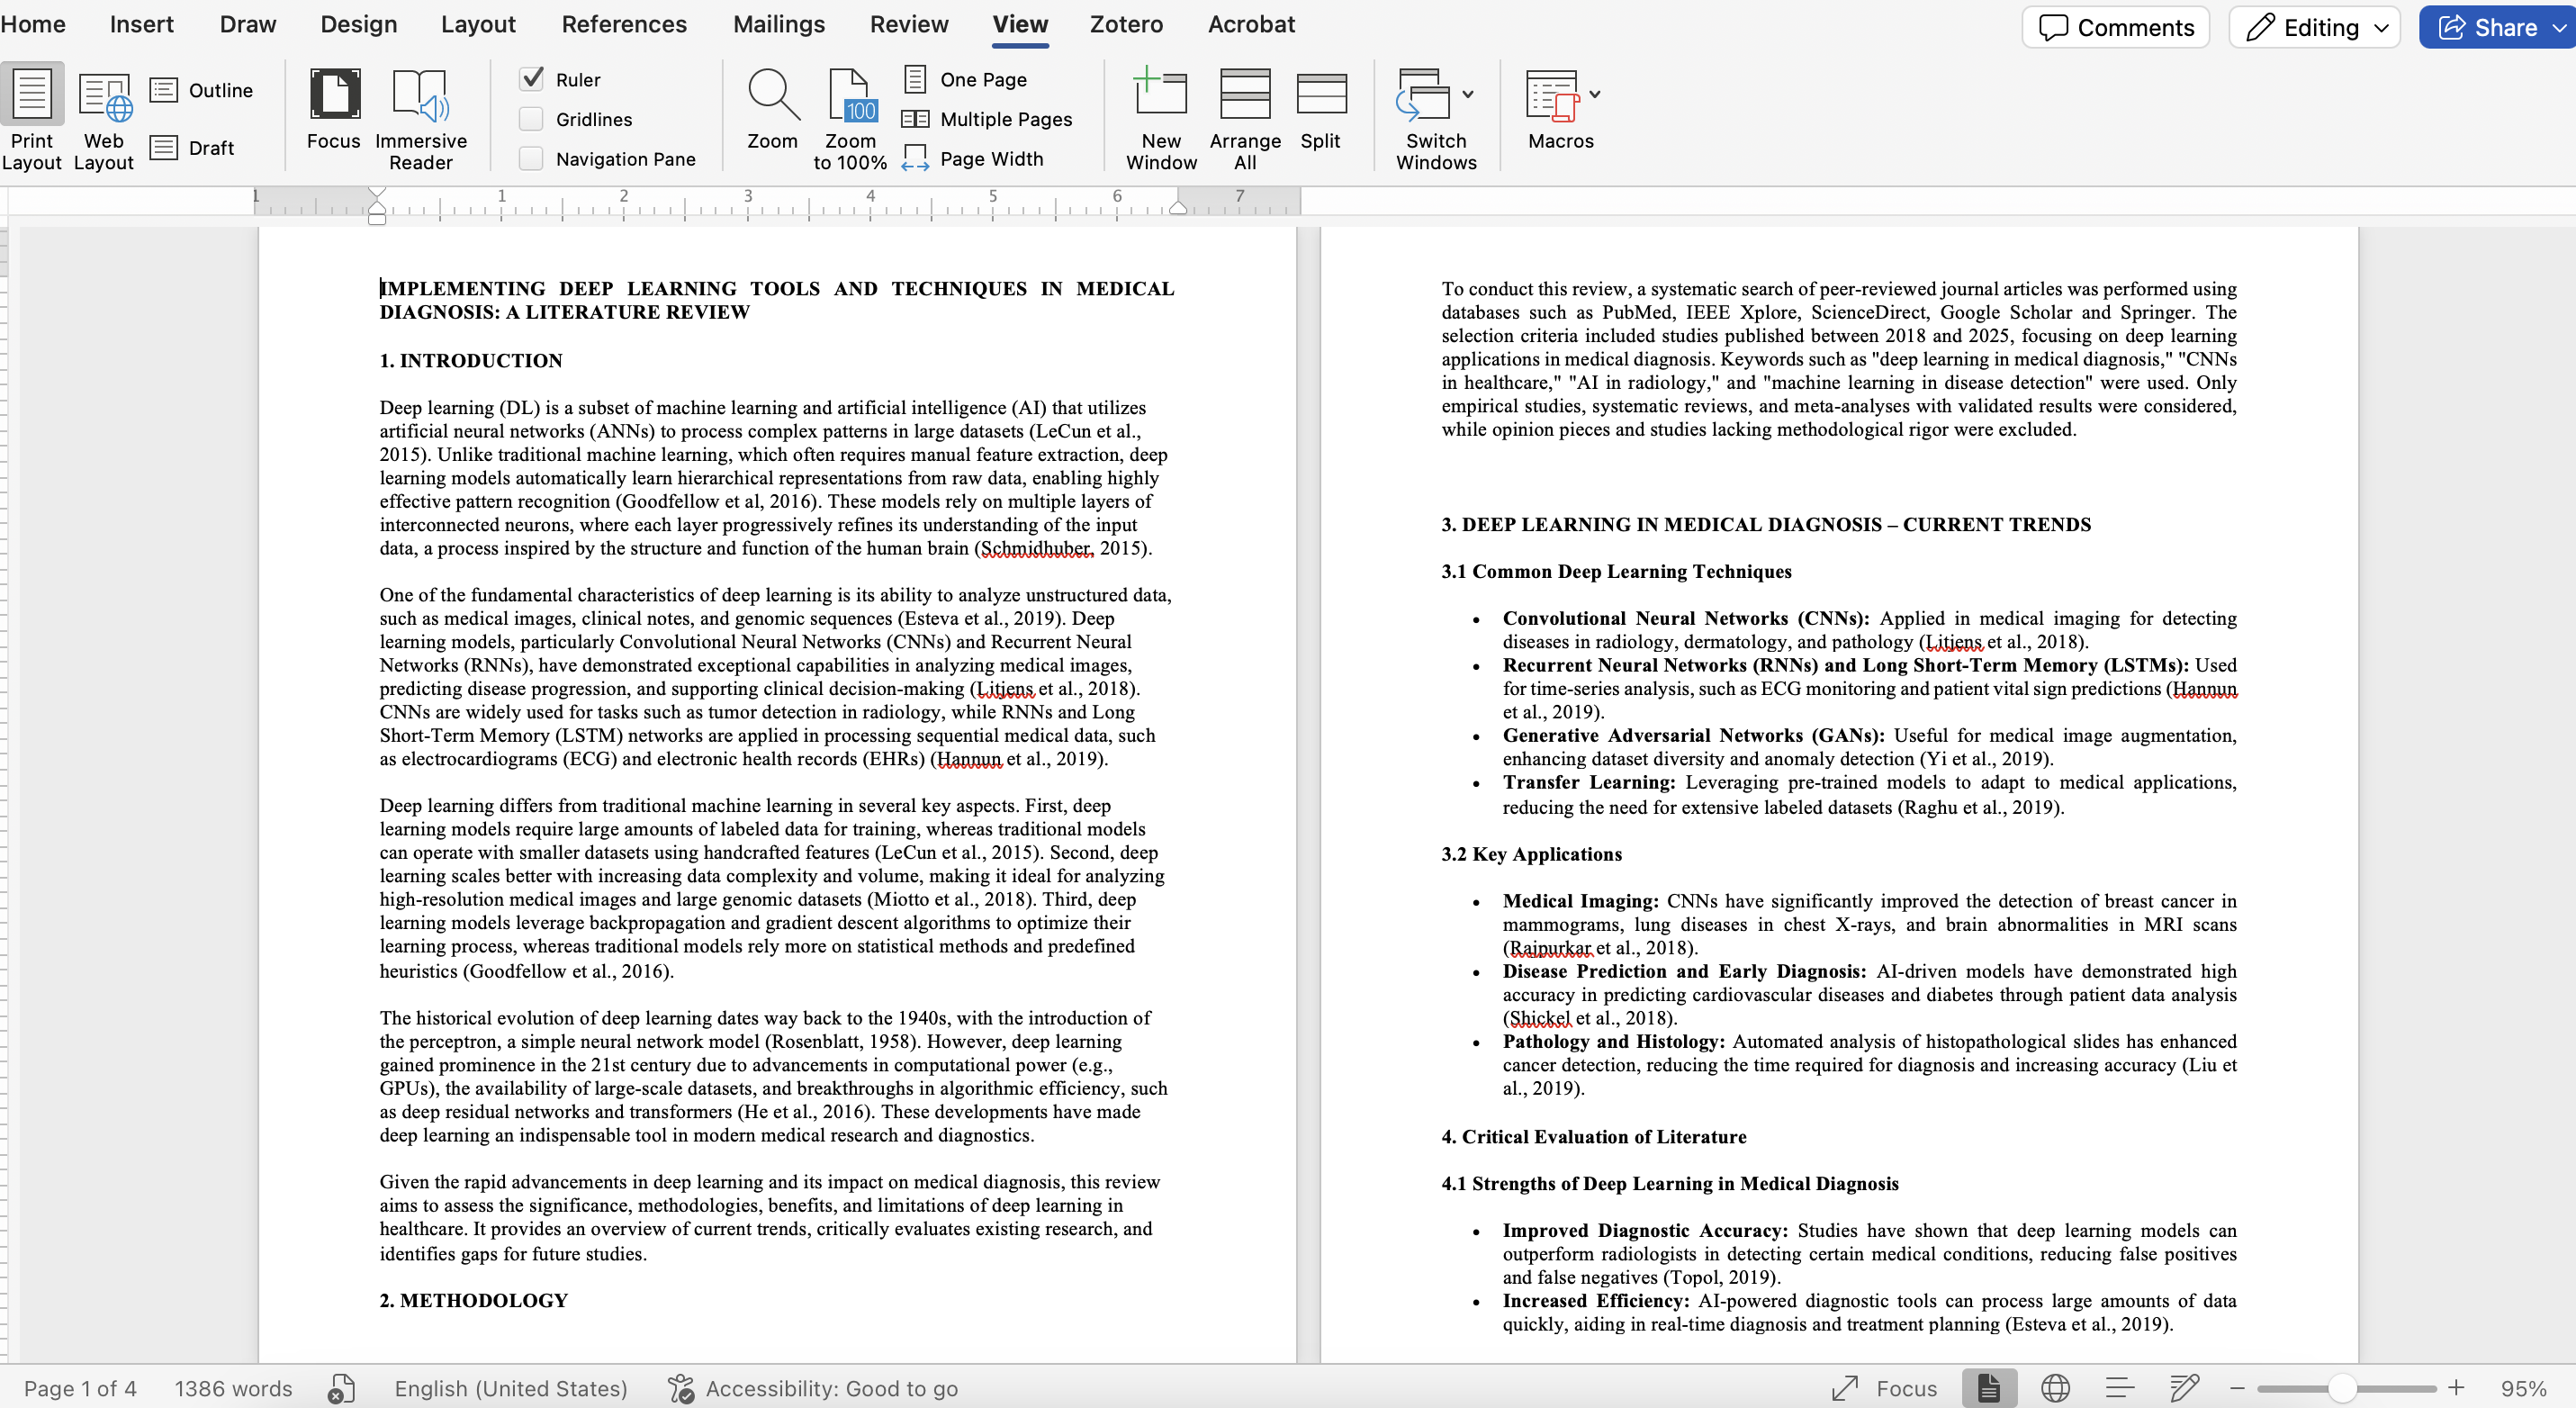 Home Insert Draw Design Layout References Mailings Review View Zotero Acrobat Comments Editing Share
Print Layout
Web Layout
Outline
Draft
Focus
Immersive Reader
Ruler
Gridlines
Navigation Pane
Zoom
100
Zoom to 100%
One Page
Multiple Pages
Page Width
New Window
Arrange All
Split
Switch Windows
Macros
1 1 2 3 4 5 6 7
IMPLEMENTING DEEP LEARNING TOOLS AND TECHNIQUES IN MEDICAL
DIAGNOSIS: A LITERATURE REVIEW
1. INTRODUCTION
Deep learning (DL) is a subset of machine learning and artificial intelligence (AI) that utilizes
artificial neural networks (ANNs) to process complex patterns in large datasets (LeCun et al.,
2015). Unlike traditional machine learning, which often requires manual feature extraction, deep
learning models automatically learn hierarchical representations from raw data, enabling highly
effective pattern recognition (Goodfellow et al, 2016). These models rely on multiple layers of
interconnected neurons, where each layer progressively refines its understanding of the input
data, a process inspired by the structure and function of the human brain (Schmidhuber, 2015).
One of the fundamental characteristics of deep learning is its ability to analyze unstructured data,
such as medical images, clinical notes, and genomic sequences (Esteva et al., 2019). Deep
learning models, particularly Convolutional Neural Networks (CNNs) and Recurrent Neural
Networks (RNNs), have demonstrated exceptional capabilities in analyzing medical images,
predicting disease progression, and supporting clinical decision-making (Litjens et al., 2018).
CNNs are widely used for tasks such as tumor detection in radiology, while RNNs and Long
Short-Term Memory (LSTM) networks are applied in processing sequential medical data, such
as electrocardiograms (ECG) and electronic health records (EHRs) (Hannun et al., 2019).
Deep learning differs from traditional machine learning in several key aspects. First, deep
learning models require large amounts of labeled data for training, whereas traditional models
can operate with smaller datasets using handcrafted features (LeCun et al., 2015). Second, deep
learning scales better with increasing data complexity and volume, making it ideal for analyzing
high-resolution medical images and large genomic datasets (Miotto et al., 2018). Third, deep
learning models leverage backpropagation and gradient descent algorithms to optimize their
learning process, whereas traditional models rely more on statistical methods and predefined
heuristics (Goodfellow et al., 2016).
The historical evolution of deep learning dates way back to the 1940s, with the introduction of
the perceptron, a simple neural network model (Rosenblatt, 1958). However, deep learning
gained prominence in the 21st century due to advancements in computational power (e.g.,
GPUs), the availability of large-scale datasets, and breakthroughs in algorithmic efficiency, such
as deep residual networks and transformers (He et al., 2016). These developments have made
deep learning an indispensable tool in modern medical research and diagnostics.
Given the rapid advancements in deep learning and its impact on medical diagnosis, this review
aims to assess the significance, methodologies, benefits, and limitations of deep learning in
healthcare. It provides an overview of current trends, critically evaluates existing research, and
identifies gaps for future studies.
2. METHODOLOGY
To conduct this review, a systematic search of peer-reviewed journal articles was performed using
databases such as PubMed, IEEE Xplore, ScienceDirect, Google Scholar and Springer. The
selection criteria included studies published between 2018 and 2025, focusing on deep learning
applications in medical diagnosis. Keywords such as "deep learning in medical diagnosis," "CNNs
in healthcare," "AI in radiology," and "machine learning in disease detection" were used. Only
empirical studies, systematic reviews, and meta-analyses with validated results were considered,
while opinion pieces and studies lacking methodological rigor were excluded.
3. DEEP LEARNING IN MEDICAL DIAGNOSIS – CURRENT TRENDS
3.1 Common Deep Learning Techniques
• Convolutional Neural Networks (CNNs): Applied in medical imaging for detecting
diseases in radiology, dermatology, and pathology (Litjens et al., 2018).
• Recurrent Neural Networks (RNNs) and Long Short-Term Memory (LSTMs): Used
for time-series analysis, such as ECG monitoring and patient vital sign predictions (Hannun
et al., 2019).
• Generative Adversarial Networks (GANs): Useful for medical image augmentation,
enhancing dataset diversity and anomaly detection (Yi et al., 2019).
• Transfer Learning: Leveraging pre-trained models to adapt to medical applications,
reducing the need for extensive labeled datasets (Raghu et al., 2019).
3.2 Key Applications
• Medical Imaging: CNNs have significantly improved the detection of breast cancer in
mammograms, lung diseases in chest X-rays, and brain abnormalities in MRI scans
(Rajpurkar et al., 2018).
• Disease Prediction and Early Diagnosis: AI-driven models have demonstrated high
accuracy in predicting cardiovascular diseases and diabetes through patient data analysis
(Shickel et al., 2018).
• Pathology and Histology: Automated analysis of histopathological slides has enhanced
cancer detection, reducing the time required for diagnosis and increasing accuracy (Liu et
al., 2019).
4. Critical Evaluation of Literature
4.1 Strengths of Deep Learning in Medical Diagnosis
• Improved Diagnostic Accuracy: Studies have shown that deep learning models can
outperform radiologists in detecting certain medical conditions, reducing false positives
and false negatives (Topol, 2019).
• Increased Efficiency: AI-powered diagnostic tools can process large amounts of data
quickly, aiding in real-time diagnosis and treatment planning (Esteva et al., 2019).
Page 1 of 4 1386 words English (United States) Accessibility: Good to go Focus 95%